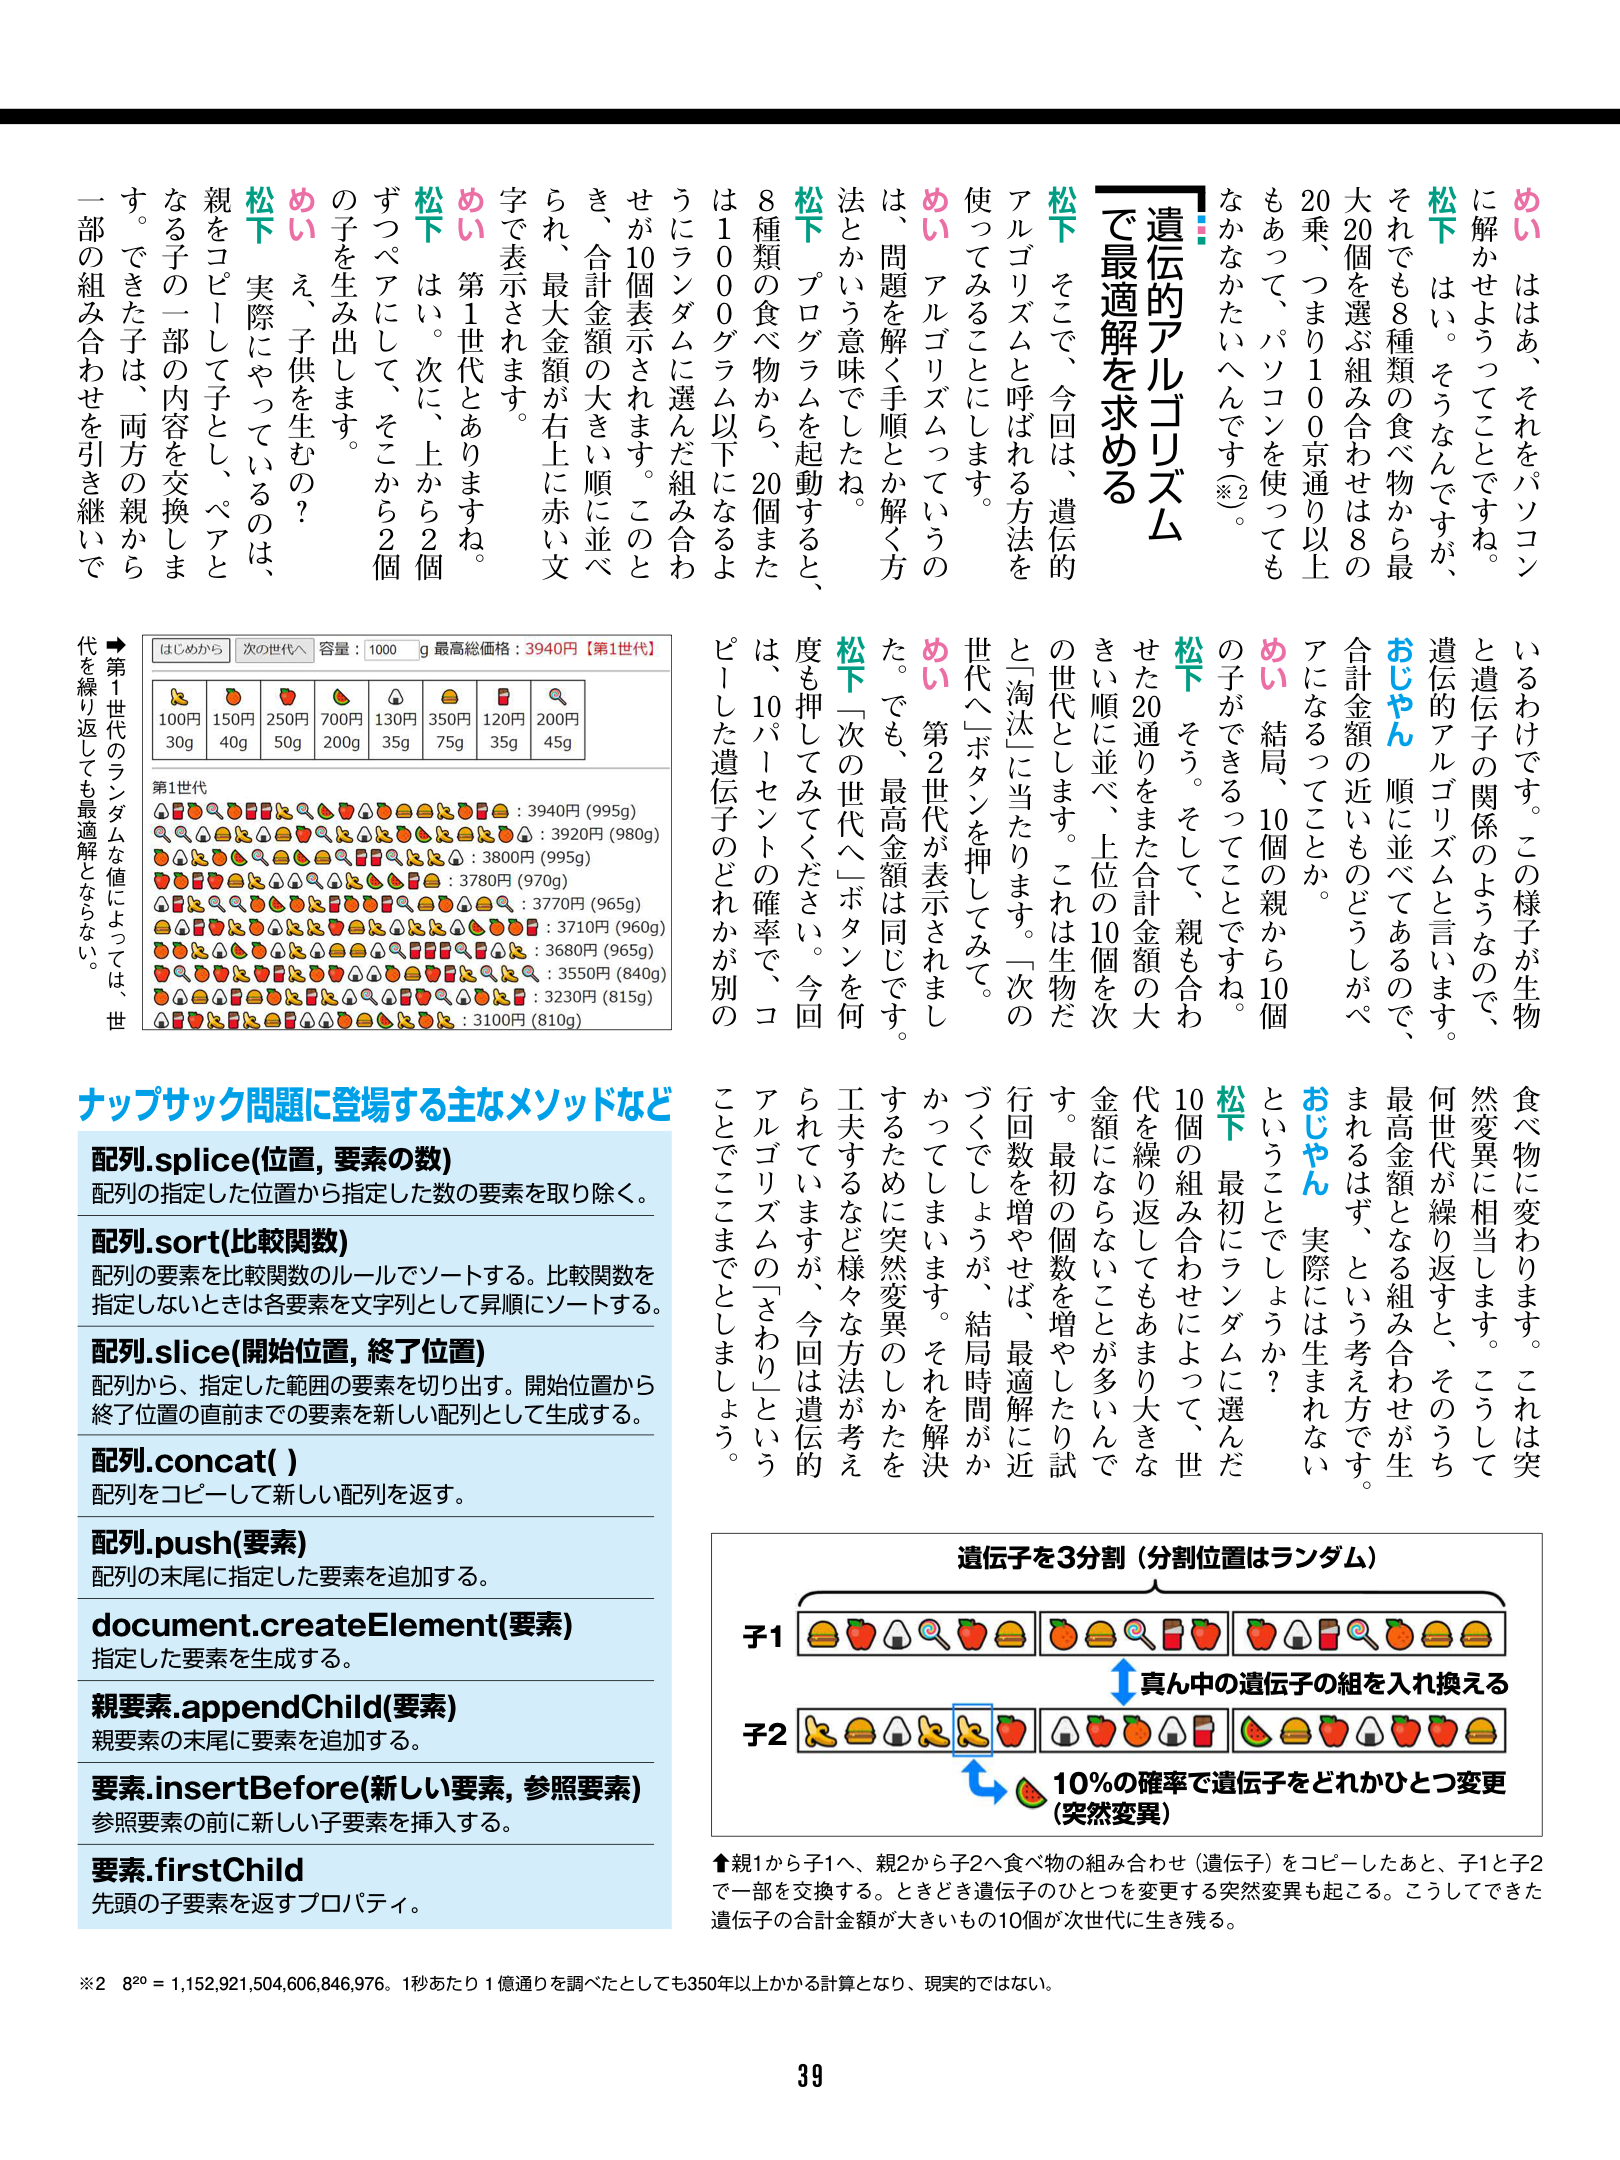 めい　ははあ、それをパソコン
に解かせようってことですね。
松下　はい。そうなんですが、
それでも８種類の食べ物から最
大20個を選ぶ組み合わせは８の
20乗、つまり１００京通り以上
もあって、パソコンを使っても
なかなかたいへんです（※２）。
遺伝的アルゴリズム
で最適解を求める
松下　そこで、今回は、遺伝的
アルゴリズムと呼ばれる方法を
使ってみることにします。
めい　アルゴリズムっていうの
は、問題を解く手順とか解く方
法とかいう意味でしたね。
松下　プログラムを起動すると、
８種類の食べ物から、20個また
は１０００グラム以下になるよ
うにランダムに選んだ組み合わ
せが10個表示されます。このと
き、合計金額の大きい順に並べ
られ、最大金額が右上に赤い文
字で表示されます。
めい　第１世代とありますね。
松下　はい。次に、上から２個
ずつペアにして、そこから２個
の子を生み出します。
めい　え、子供を生むの？
松下　実際にやっているのは、
親をコピーして子とし、ペアと
なる子の一部の内容を交換しま
す。できた子は、両方の親から
一部の組み合わせを引き継いで
いるわけです。この様子が生物
と遺伝子の関係のようなので、
遺伝的アルゴリズムと言います。
おじやん　順に並べてあるので、
合計金額の近いものどうしがペ
アになるってことか。
めい　結局、10個の親から10個
の子ができるってことですね。
松下　そう。そして、親も合わ
せた20通りをまた合計金額の大
きい順に並べ、上位の10個を次
の世代とします。これは生物だ
と「淘汰」に当たります。「次の
世代へ」ボタンを押してみて。
めい　第２世代が表示されまし
た。でも、最高金額は同じです。
松下　「次の世代へ」ボタンを何
度も押してみてください。今回
は、10パーセントの確率で、コ
ピーした遺伝子のどれかが別の
はじめから 次の世代へ 容量：1000 g 最高総価格：3940円【第1世代】
100円 150円 250円 700円 130円 350円 120円 200円
30g 40g 50g 200g 35g 75g 35g 45g
第1世代
：3940円 (995g)
：3920円 (980g)
：3800円 (995g)
：3780円 (970g)
：3770円 (965g)
：3710円 (960g)
：3680円 (965g)
：3550円 (840g)
：3230円 (815g)
：3100円 (810g)
➡第１世代のランダムな値によっては、世
代を繰り返しても最適解とならない。
食べ物に変わります。これは突
然変異に相当します。こうして
何世代が繰り返すと、そのうち
最高金額となる組み合わせが生
まれるはず、という考え方です。
おじやん　実際には生まれない
ということでしょうか？
松下　最初にランダムに選んだ
10個の組み合わせによって、世
代を繰り返してもあまり大きな
金額にならないことが多いんで
す。最初の個数を増やしたり試
行回数を増やせば、最適解に近
づくでしょうが、結局時間がか
かってしまいます。それを解決
するために突然変異のしかたを
工夫するなど様々な方法が考え
られていますが、今回は遺伝的
アルゴリズムの「さわり」という
ことでここまでとしましょう。
ナップサック問題に登場する主なメソッドなど
配列.splice(位置, 要素の数)
配列の指定した位置から指定した数の要素を取り除く。
配列.sort(比較関数)
配列の要素を比較関数のルールでソートする。比較関数を
指定しないときは各要素を文字列として昇順にソートする。
配列.slice(開始位置, 終了位置)
配列から、指定した範囲の要素を切り出す。開始位置から
終了位置の直前までの要素を新しい配列として生成する。
配列.concat( )
配列をコピーして新しい配列を返す。
配列.push(要素)
配列の末尾に指定した要素を追加する。
document.createElement(要素)
指定した要素を生成する。
親要素.appendChild(要素)
親要素の末尾に要素を追加する。
要素.insertBefore(新しい要素, 参照要素)
参照要素の前に新しい子要素を挿入する。
要素.firstChild
先頭の子要素を返すプロパティ。
遺伝子を3分割（分割位置はランダム）
子1
真ん中の遺伝子の組を入れ換える
子2
10%の確率で遺伝子をどれかひとつ変更
(突然変異)
⬆親1から子1へ、親2から子2へ食べ物の組み合わせ（遺伝子）をコピーしたあと、子1と子2
で一部を交換する。ときどき遺伝子のひとつを変更する突然変異も起こる。こうしてできた
遺伝子の合計金額が大きいもの10個が次世代に生き残る。
※2　8²⁰ = 1,152,921,504,606,846,976。1秒あたり 1 億通りを調べたとしても350年以上かかる計算となり、現実的ではない。
39